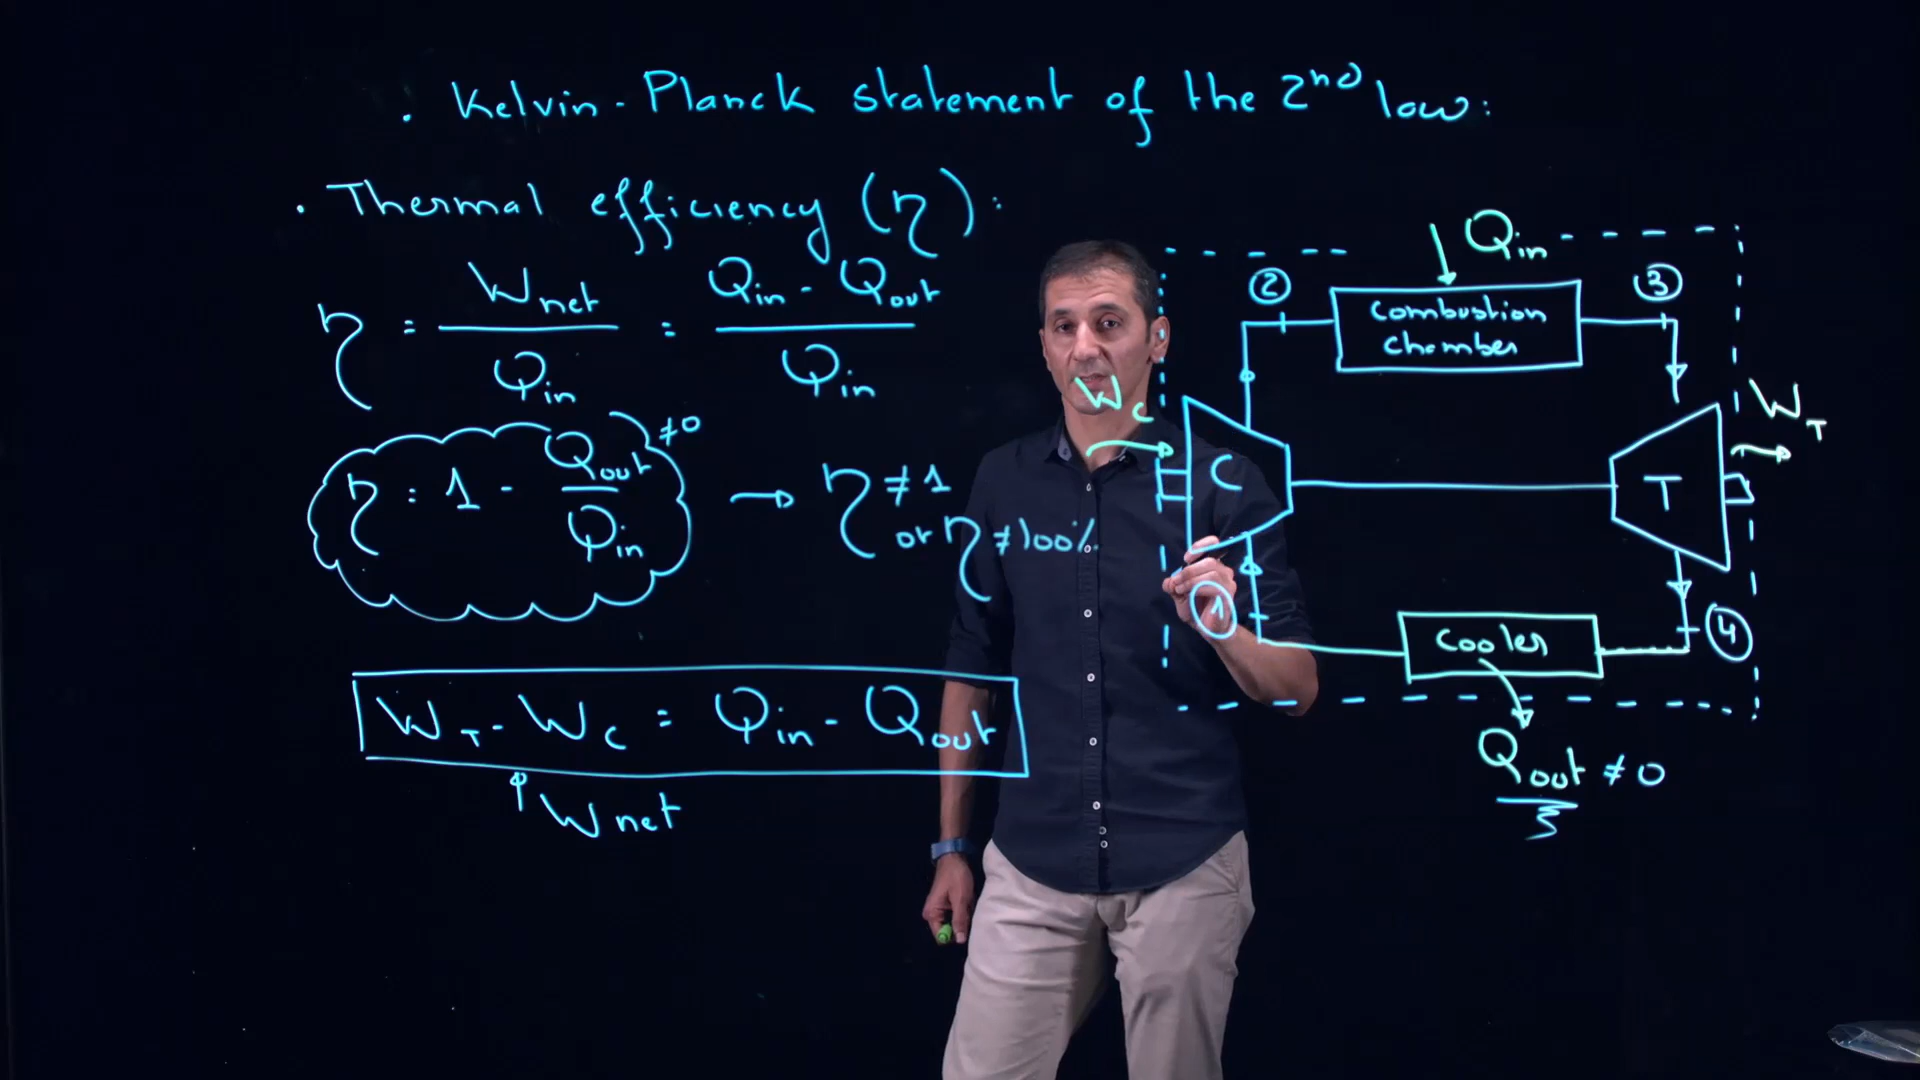 . Kelvin - Planck statement of the 2nd law:
. Thermal efficiency (η):
η = Wnet / Qin = Qin - Qout / Qin
η = 1 - Qout / Qin ≠0 → η ≠ 1
or η ≠ 100%
WT - WC = Qin - Qout
Wnet
Qin
② ③
combustion
chamber
WC
WT
C
T
①
④
cooler
Qout ≠ 0